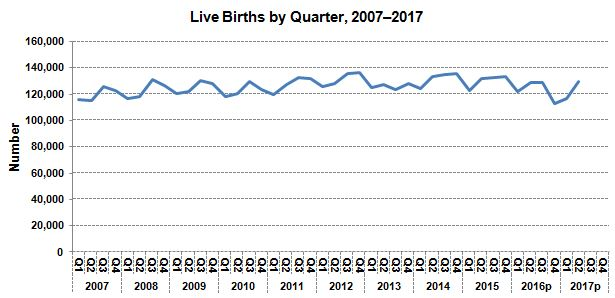 Live Births by Quarter, 2007–2017
160,000
140,000
120,000
100,000
80,000
60,000
40,000
20,000
0
Number
Q1 Q2 Q3 Q4 Q1 Q2 Q3 Q4 Q1 Q2 Q3 Q4 Q1 Q2 Q3 Q4 Q1 Q2 Q3 Q4 Q1 Q2 Q3 Q4 Q1 Q2 Q3 Q4 Q1 Q2 Q3 Q4 Q1 Q2 Q3 Q4 Q1 Q2 Q3 Q4 Q1 Q2 Q3 Q4
2007 2008 2009 2010 2011 2012 2013 2014 2015 2016p 2017p